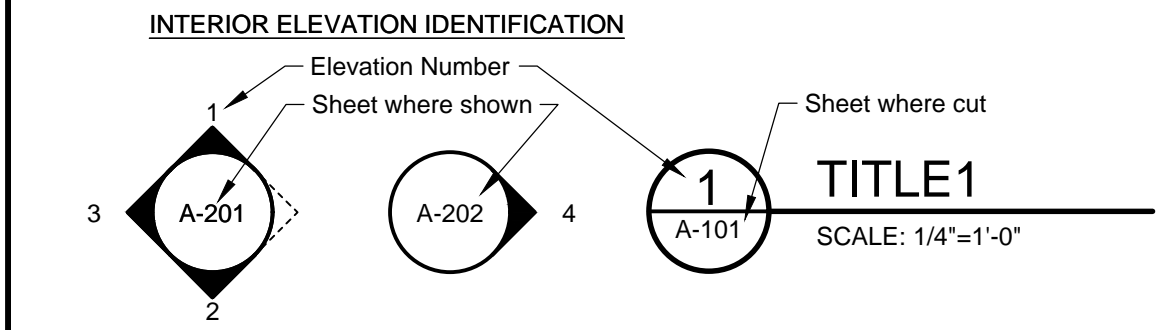 INTERIOR ELEVATION IDENTIFICATION
Elevation Number
Sheet where shown
Sheet where cut
1
3
A-201
2
A-202
4
1
A-101
TITLE1
SCALE: 1/4"=1'-0"